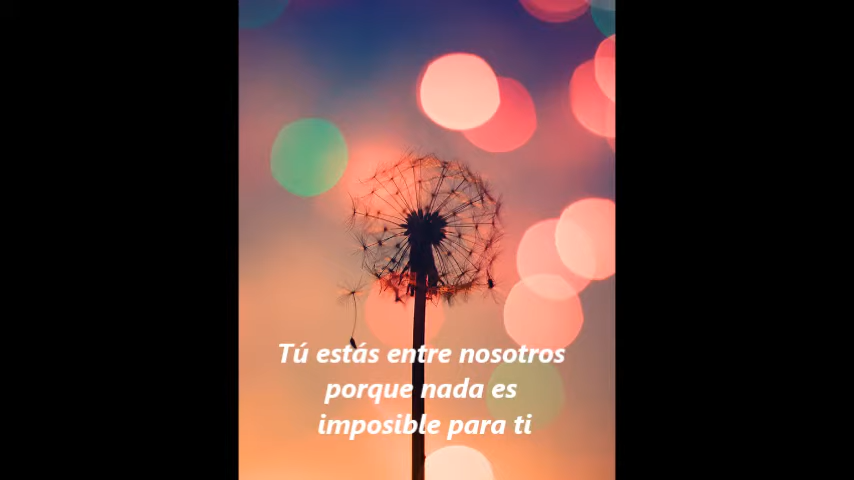 Tú estás entre nosotros
porque nada es
imposible para ti